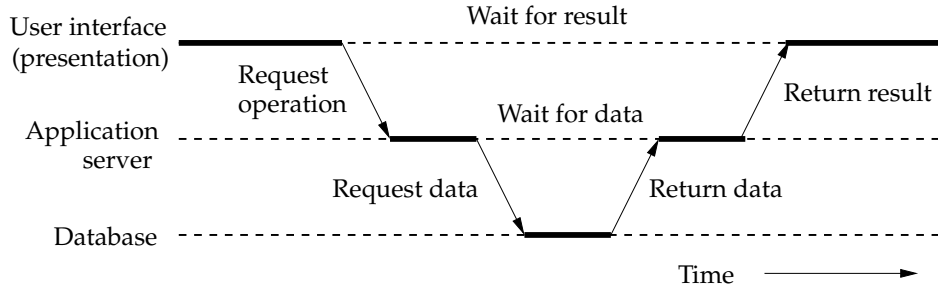 Wait for result
User interface
(presentation)
Request
operation
Return result
Wait for data
Application
server
Request data
Return data
Database
Time